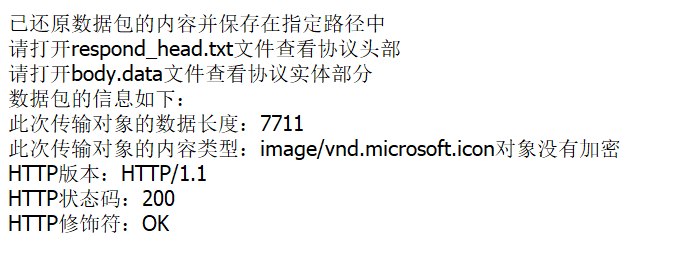 已还原数据包的内容并保存在指定路径中
请打开respond_head.txt文件查看协议头部
请打开body.data文件查看协议实体部分
数据包的信息如下：
此次传输对象的数据长度：7711
此次传输对象的内容类型：image/vnd.microsoft.icon对象没有加密
HTTP版本：HTTP/1.1
HTTP状态码：200
HTTP修饰符：OK